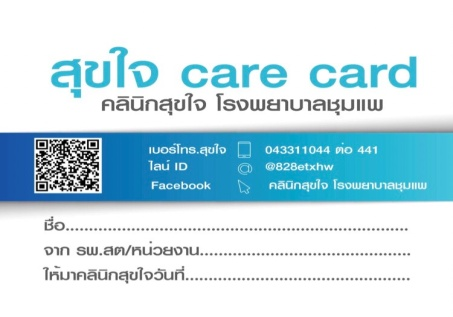 สุขใจ care card
คลินิกสุขใจ โรงพยาบาลชุมแพ
เบอร์โทร.สุขใจ 043311044 ต่อ 441
ไลน์ ID @828etxhw
Facebook คลินิกสุขใจ โรงพยาบาลชุมแพ
ชื่อ....................................................................................
จาก รพ.สต/หน่วยงาน....................................................
ให้มาคลินิกสุขใจวันที่.......................................................